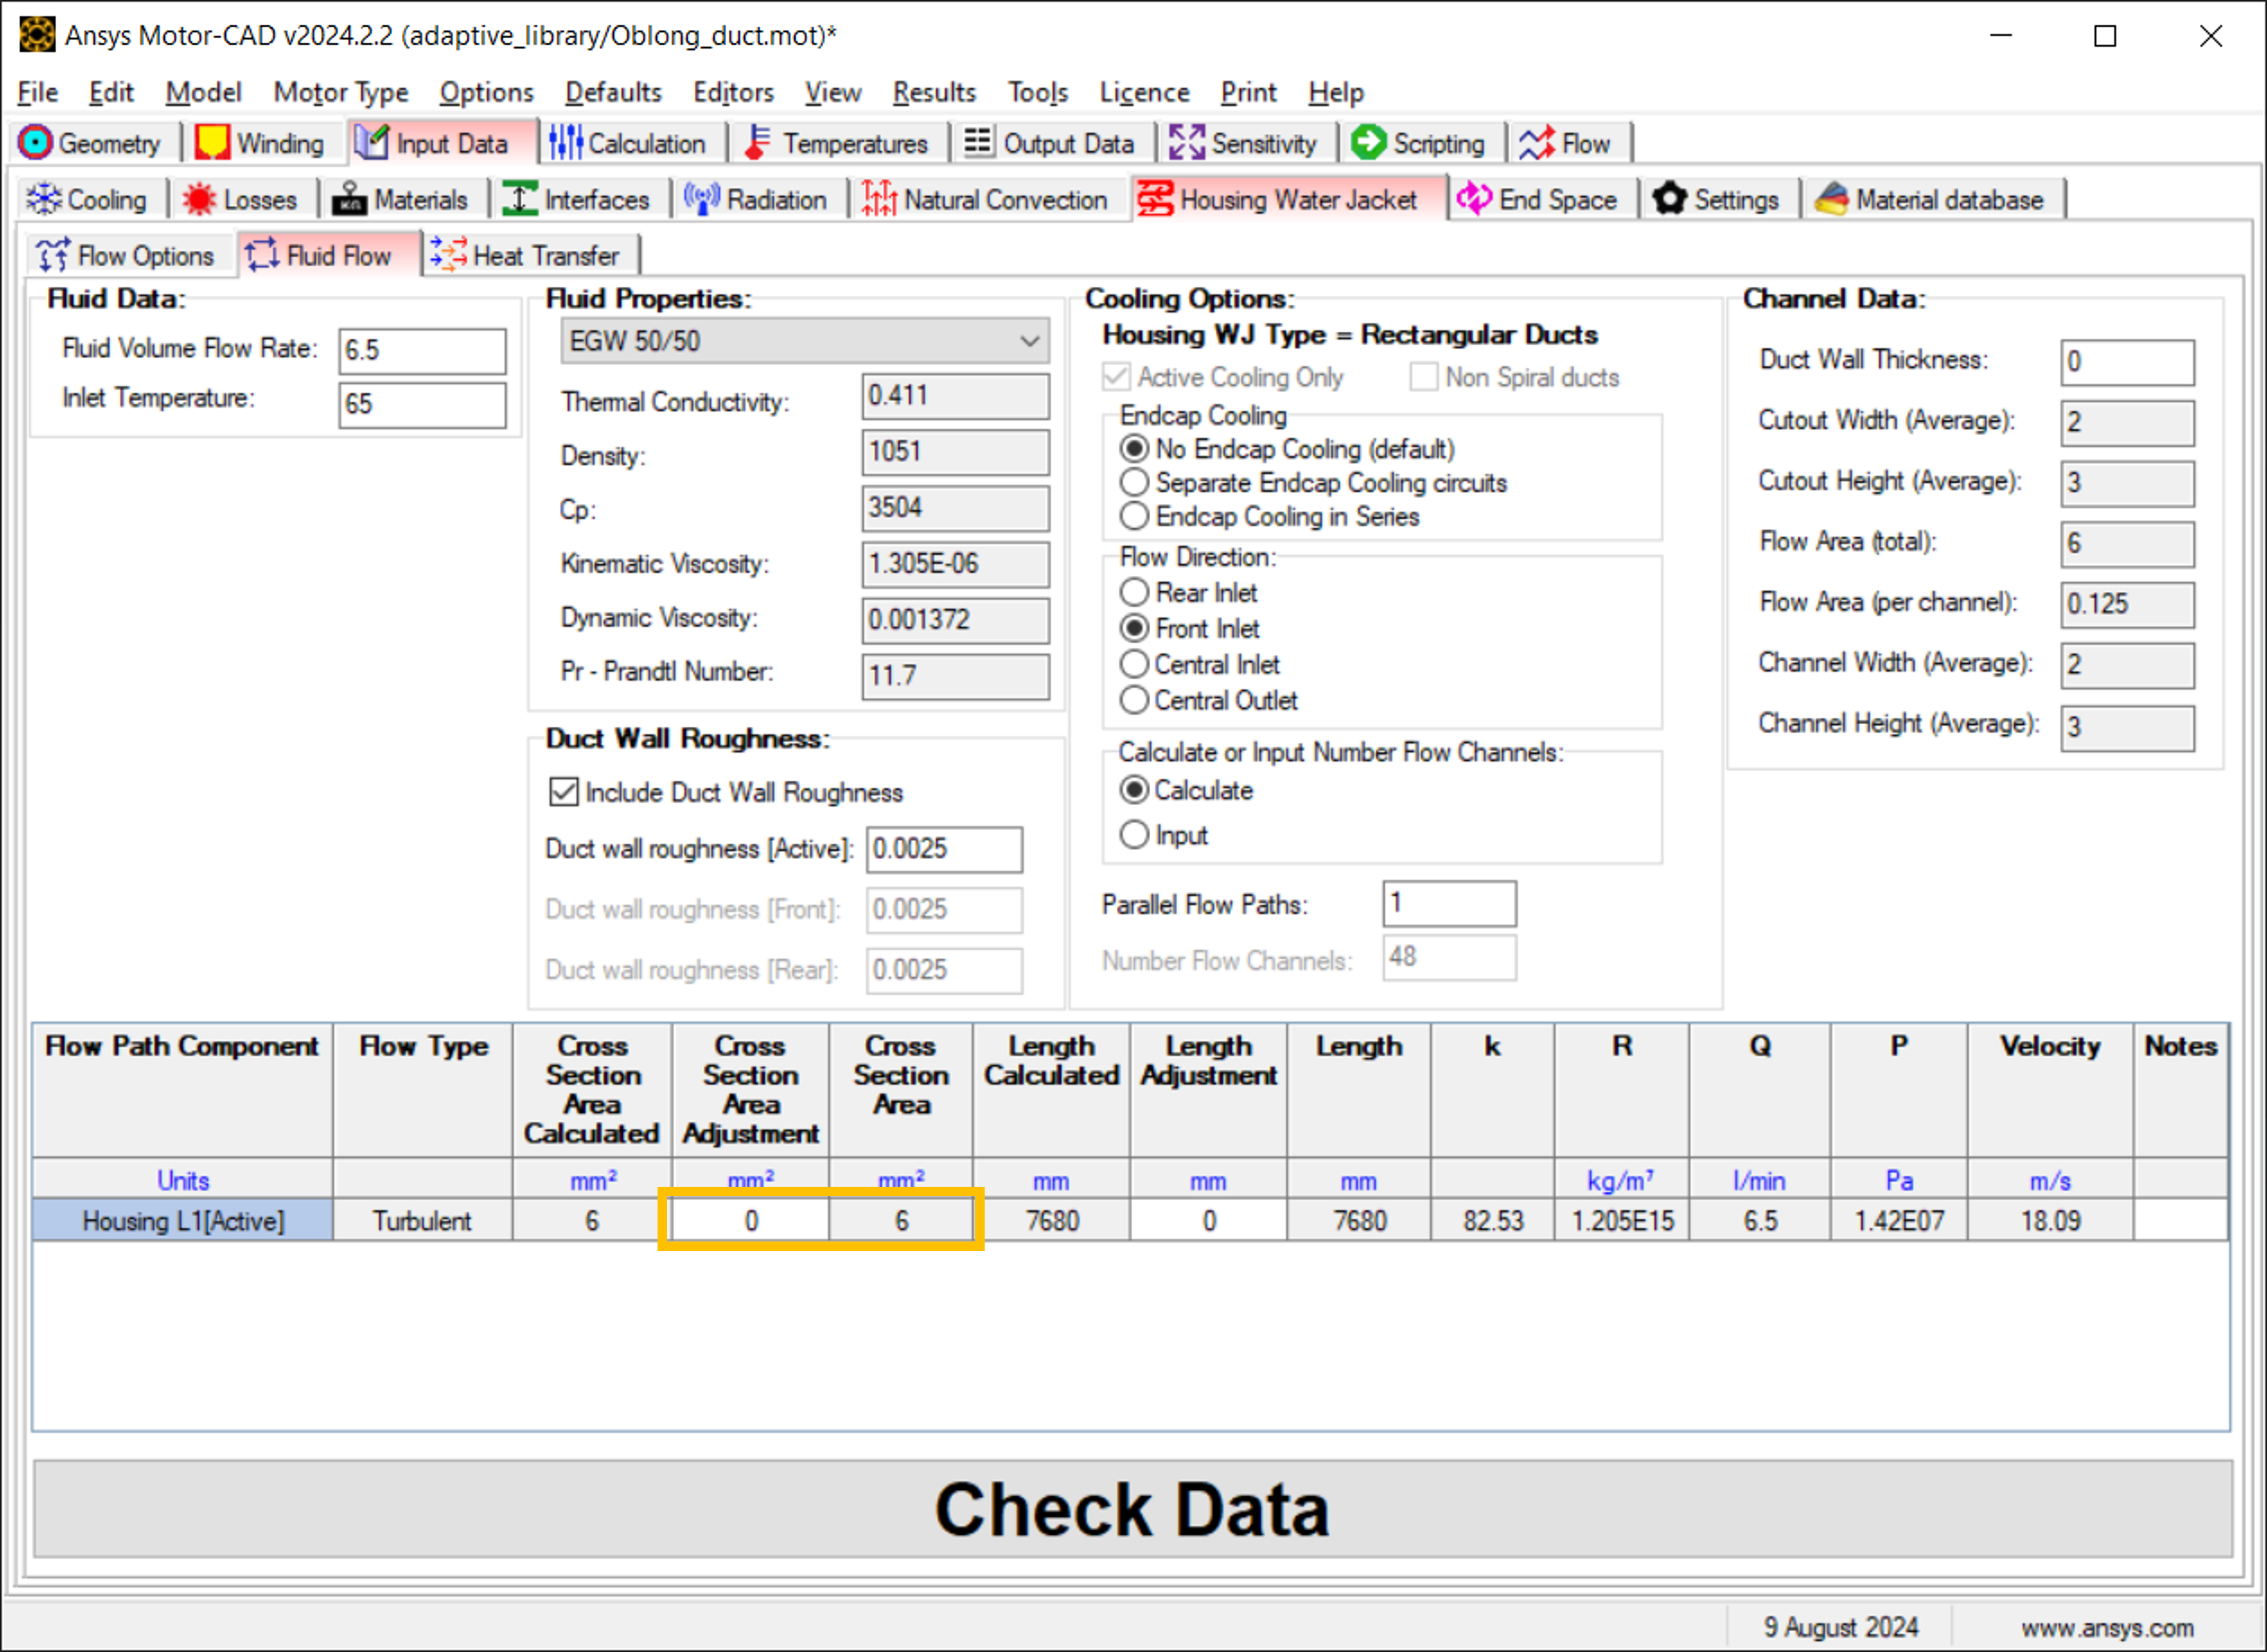 Ansys Motor-CAD v2024.2.2 (adaptive_library/Oblong_duct.mot)*
File Edit Model Motor Type Options Defaults Editors View Results Tools Licence Print Help
Geometry Winding Input Data Calculation Temperatures Output Data Sensitivity Scripting Flow
Cooling Losses Materials Interfaces Radiation Natural Convection Housing Water Jacket End Space Settings Material database
Flow Options Fluid Flow Heat Transfer
Fluid Data:
Fluid Volume Flow Rate: 6.5
Inlet Temperature: 65
Fluid Properties:
EGW 50/50
Thermal Conductivity: 0.411
Density: 1051
Cp: 3504
Kinematic Viscosity: 1.305E-06
Dynamic Viscosity: 0.001372
Pr - Prandtl Number: 11.7
Duct Wall Roughness:
Include Duct Wall Roughness
Duct wall roughness [Active]: 0.0025
Duct wall roughness [Front]: 0.0025
Duct wall roughness [Rear]: 0.0025
Cooling Options:
Housing WJ Type = Rectangular Ducts
Active Cooling Only Non Spiral ducts
Endcap Cooling
No Endcap Cooling (default)
Separate Endcap Cooling circuits
Endcap Cooling in Series
Flow Direction:
Rear Inlet
Front Inlet
Central Inlet
Central Outlet
Calculate or Input Number Flow Channels:
Calculate
Input
Parallel Flow Paths: 1
Number Flow Channels: 48
Channel Data:
Duct Wall Thickness: 0
Cutout Width (Average): 2
Cutout Height (Average): 3
Flow Area (total): 6
Flow Area (per channel): 0.125
Channel Width (Average): 2
Channel Height (Average): 3
Flow Path Component Flow Type Cross Section Area Calculated Cross Section Area Adjustment Cross Section Area Length Calculated Length Adjustment Length k R Q P Velocity Notes
Units mm² mm² mm² mm mm mm kg/m⁷ l/min Pa m/s
Housing L1[Active] Turbulent 6 0 6 7680 0 7680 82.53 1.205E15 6.5 1.42E07 18.09
Check Data
9 August 2024 www.ansys.com